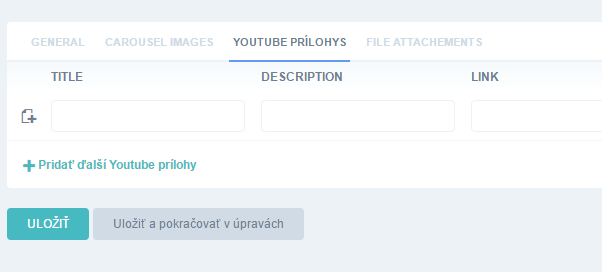 GENERAL CAROUSEL IMAGES YOUTUBE PRÍLOHYS FILE ATTACHEMENTS
TITLE DESCRIPTION LINK
Pridať ďalší Youtube prílohy
ULOŽIŤ Uložiť a pokračovať v úpravách